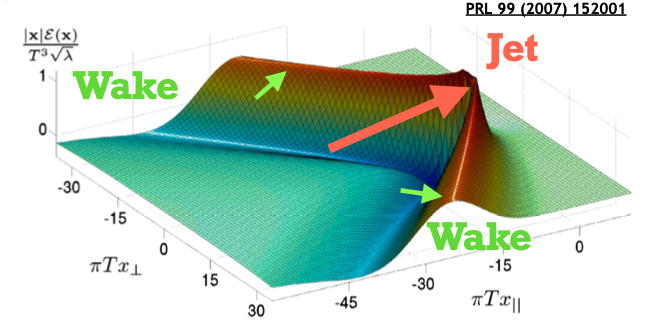 PRL 99 (2007) 152001
|x|ℰ(x)
T³√λ
Jet
Wake
1
0
Wake
-30
-15
0
15
30
πTx⊥
-45
-30
-15
0
πTx||